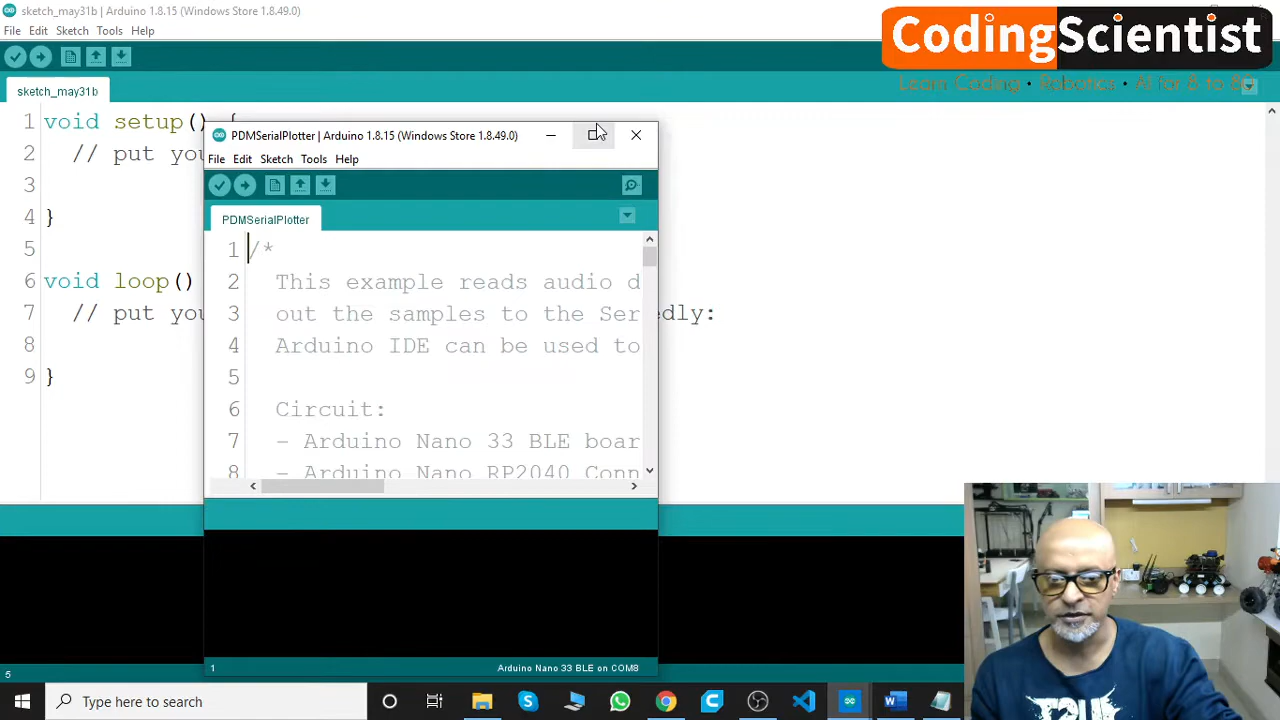 sketch_may31b | Arduino 1.8.15 (Windows Store 1.8.49.0)
File Edit Sketch Tools Help
CodingScientist
Learn Coding • Robotics • AI for 8 to 80
sketch_may31b
1 void setup() {
2 // put you
3
4 }
5
6 void loop()
7 // put you edly:
8
9 }
PDMSerialPlotter | Arduino 1.8.15 (Windows Store 1.8.49.0)
File Edit Sketch Tools Help
PDMSerialPlotter
1 /*
2 This example reads audio d
3 out the samples to the Ser
4 Arduino IDE can be used to
5
6 Circuit:
7 - Arduino Nano 33 BLE boar
8 - Arduino Nano RP2040 Conn
1 Arduino Nano 33 BLE on COM8
5
Type here to search